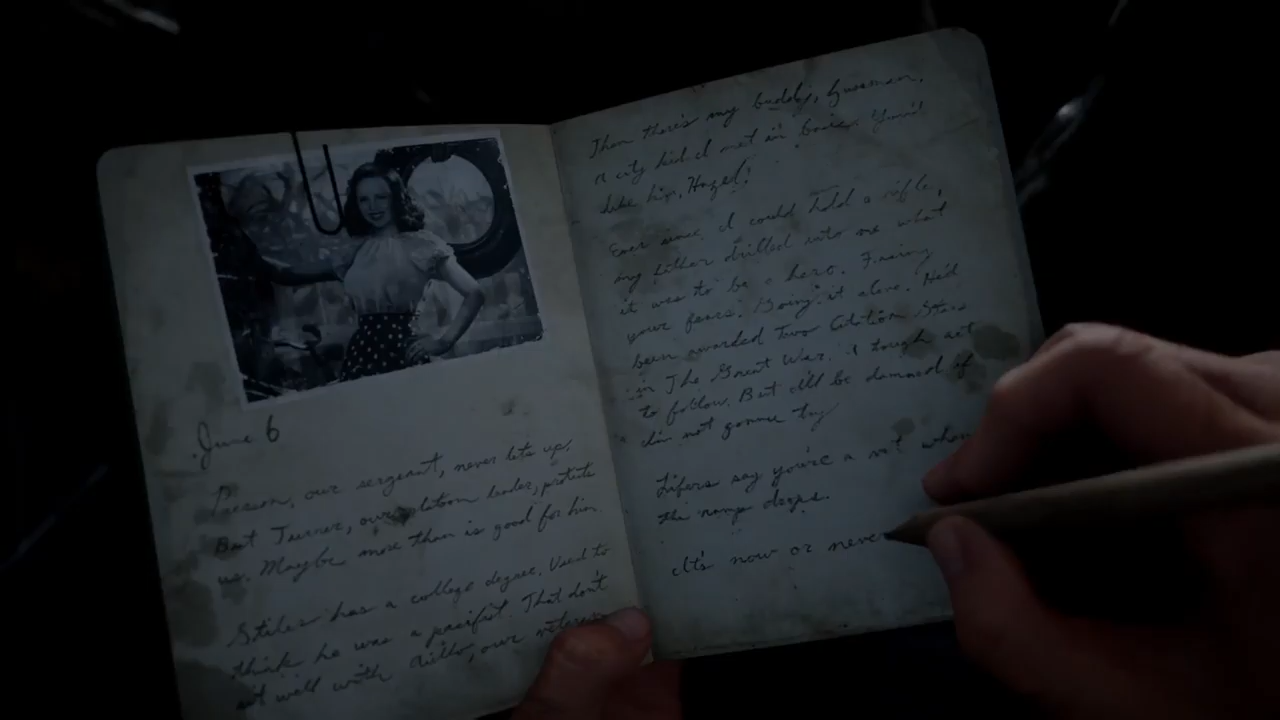 June 6
Pierson, our sergeant, never lets up.
But Turner, our platoon leader, protects
us. Maybe more than is good for him.
Stiles has a college degree. Used to
think he was a pacifist. That don't
sit well with Aiello, our veteran
Then there's my buddy, Zussman,
a city kid I met in basic. You'd
like him, Hazel!
Ever since I could hold a rifle,
my father drilled into me what
it was to be a hero. Facing
your fears. Going it alone. He'd
been awarded Two Citation Stars
in The Great War. A tough act
to follow. But I'll be damned if
I'm not gonna try
Lifers say you're a vet when
the ramp drops.
It's now or never